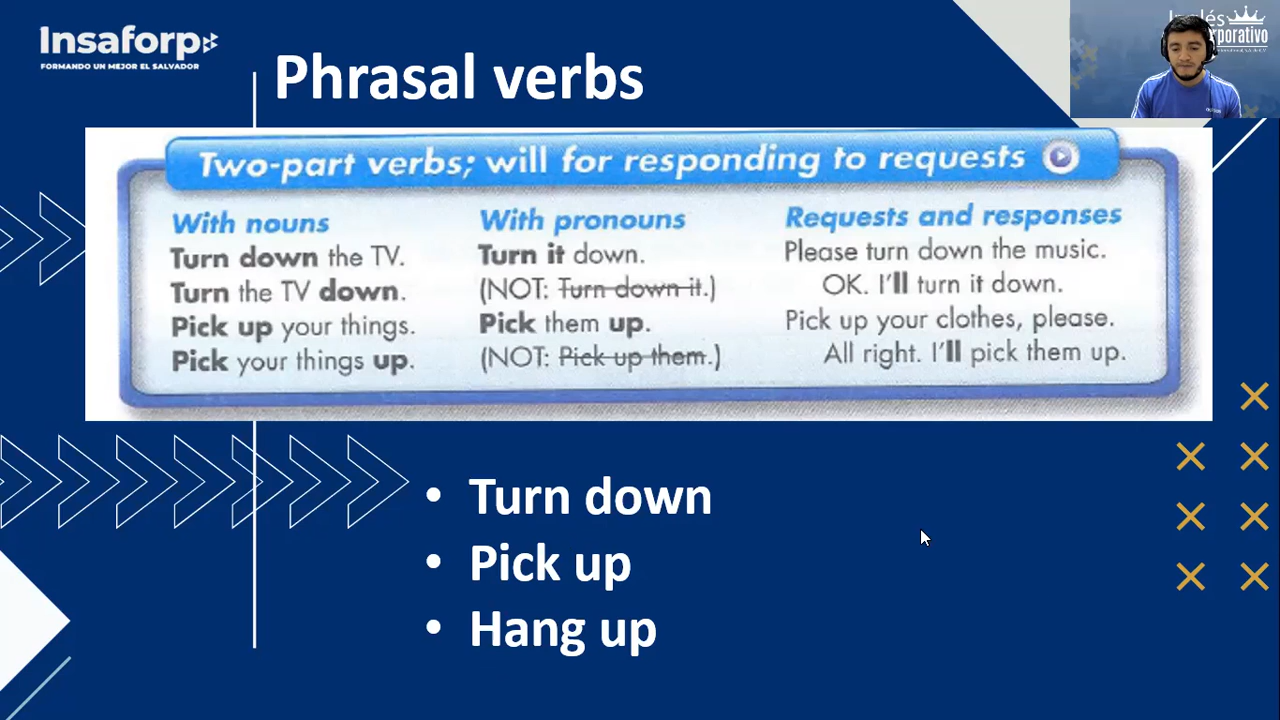 Insaforp
FORMANDO UN MEJOR EL SALVADOR
Phrasal verbs
Two-part verbs; will for responding to requests
With nouns
Turn down the TV.
Turn the TV down.
Pick up your things.
Pick your things up.
With pronouns
Turn it down.
(NOT: Turn down it.)
Pick them up.
(NOT: Pick up them.)
Requests and responses
Please turn down the music.
OK. I'll turn it down.
Pick up your clothes, please.
All right. I'll pick them up.
• Turn down
• Pick up
• Hang up